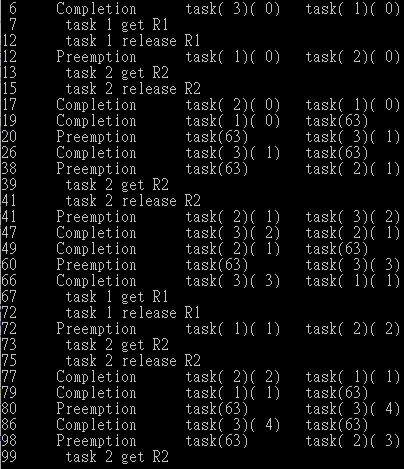 6 Completion task( 3)( 0) task( 1)( 0)
7 task 1 get R1
12 task 1 release R1
12 Preemption task( 1)( 0) task( 2)( 0)
13 task 2 get R2
15 task 2 release R2
17 Completion task( 2)( 0) task( 1)( 0)
19 Completion task( 1)( 0) task(63)
20 Preemption task(63) task( 3)( 1)
26 Completion task( 3)( 1) task(63)
38 Preemption task(63) task( 2)( 1)
39 task 2 get R2
41 task 2 release R2
41 Preemption task( 2)( 1) task( 3)( 2)
47 Completion task( 3)( 2) task( 2)( 1)
49 Completion task( 2)( 1) task(63)
60 Preemption task(63) task( 3)( 3)
66 Completion task( 3)( 3) task( 1)( 1)
67 task 1 get R1
72 task 1 release R1
72 Preemption task( 1)( 1) task( 2)( 2)
73 task 2 get R2
75 task 2 release R2
77 Completion task( 2)( 2) task( 1)( 1)
79 Completion task( 1)( 1) task(63)
80 Preemption task(63) task( 3)( 4)
86 Completion task( 3)( 4) task(63)
98 Preemption task(63) task( 2)( 3)
99 task 2 get R2